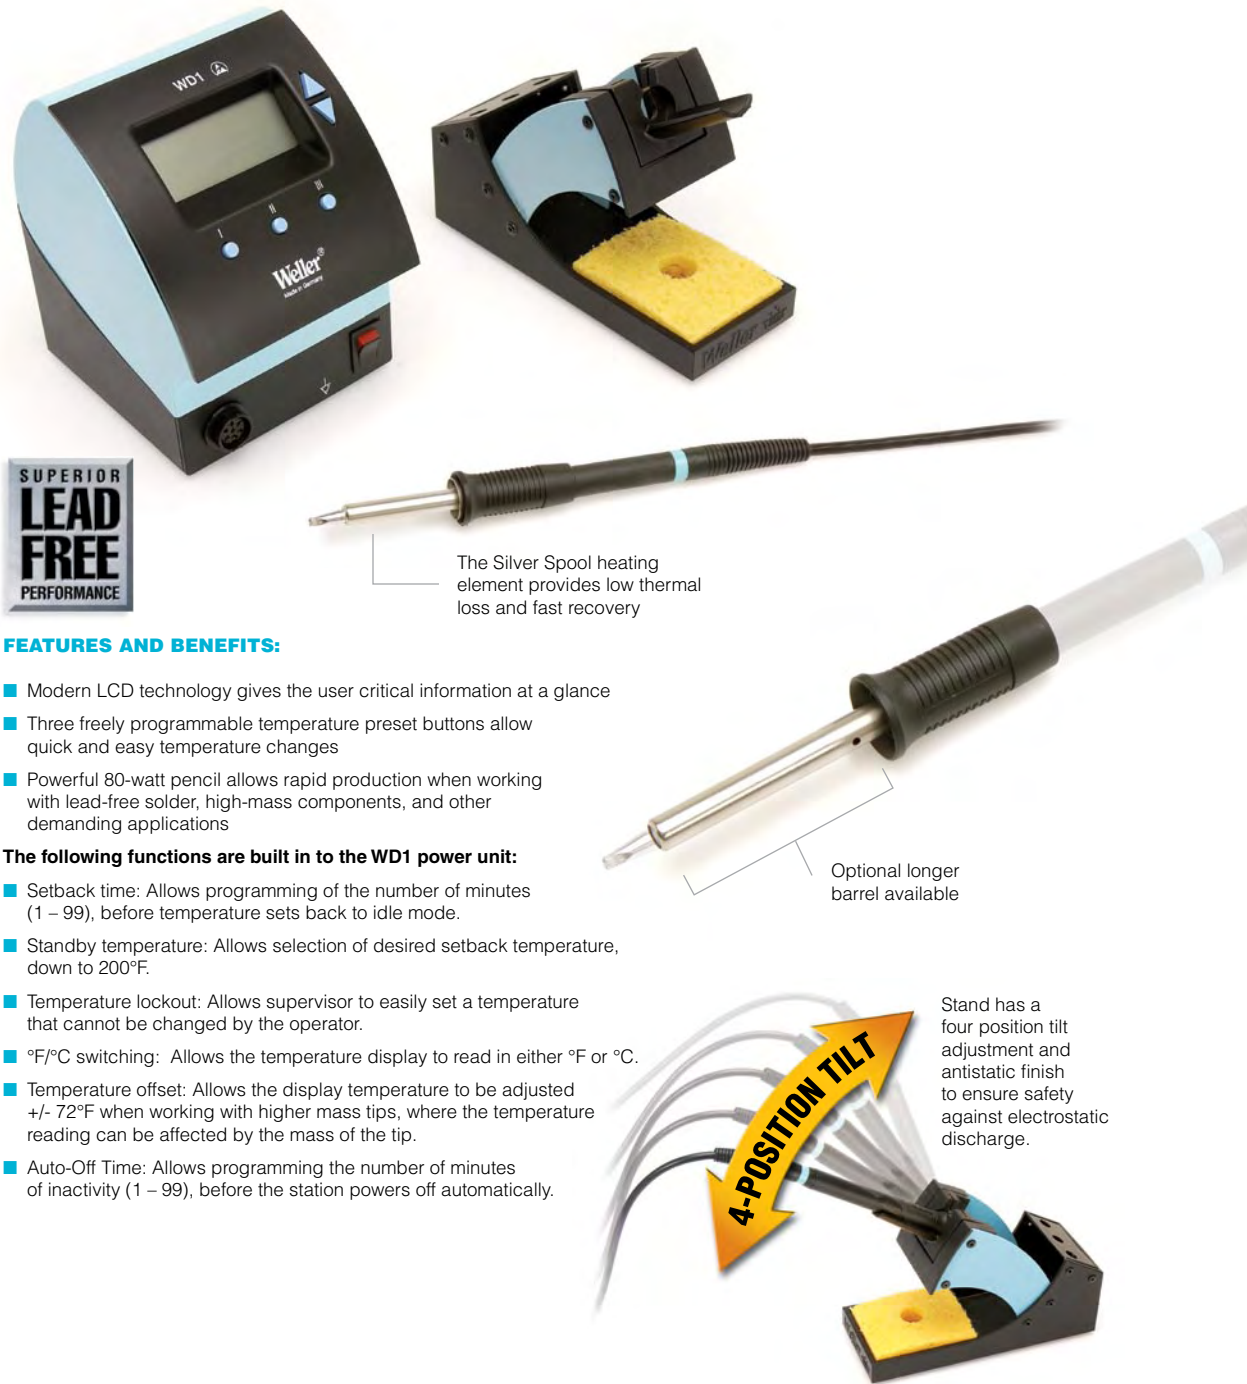 WD1
I
II
III
Weller®
Made in Germany
Weller
SUPERIOR
LEAD
FREE
PERFORMANCE
The Silver Spool heating
element provides low thermal
loss and fast recovery
FEATURES AND BENEFITS:
Modern LCD technology gives the user critical information at a glance
Three freely programmable temperature preset buttons allow
quick and easy temperature changes
Powerful 80-watt pencil allows rapid production when working
with lead-free solder, high-mass components, and other
demanding applications
The following functions are built in to the WD1 power unit:
Setback time: Allows programming of the number of minutes
(1 – 99), before temperature sets back to idle mode.
Standby temperature: Allows selection of desired setback temperature,
down to 200°F.
Temperature lockout: Allows supervisor to easily set a temperature
that cannot be changed by the operator.
°F/°C switching: Allows the temperature display to read in either °F or °C.
Temperature offset: Allows the display temperature to be adjusted
+/- 72°F when working with higher mass tips, where the temperature
reading can be affected by the mass of the tip.
Auto-Off Time: Allows programming the number of minutes
of inactivity (1 – 99), before the station powers off automatically.
Optional longer
barrel available
4-POSITION TILT
Stand has a
four position tilt
adjustment and
antistatic finish
to ensure safety
against electrostatic
discharge.